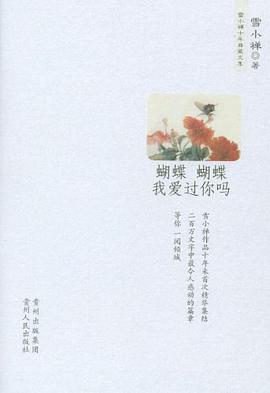 雪小禅◎著
雪小禅十年典藏文集
蝴蝶 蝴蝶
我爱过你吗
雪小禅作品十年来首次精华集结
二百万文字中最令人感动的篇章
等你 一阅倾城
贵州出版集团
贵州人民出版社